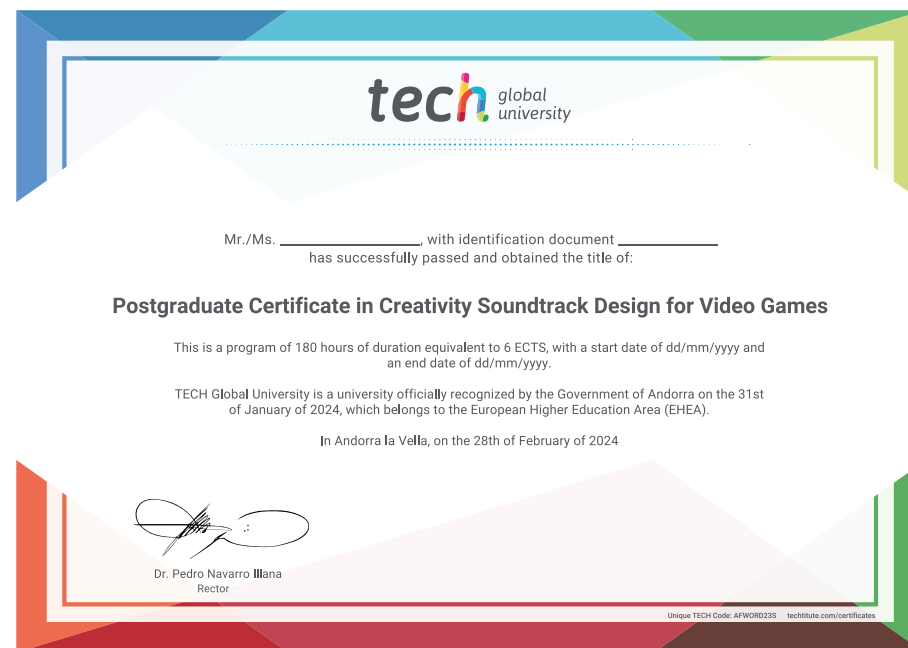 tech global university
Mr./Ms. ____________, with identification document ____________
has successfully passed and obtained the title of:
Postgraduate Certificate in Creativity Soundtrack Design for Video Games
This is a program of 180 hours of duration equivalent to 6 ECTS, with a start date of dd/mm/yyyy and
an end date of dd/mm/yyyy.
TECH Global University is a university officially recognized by the Government of Andorra on the 31st
of January of 2024, which belongs to the European Higher Education Area (EHEA).
In Andorra la Vella, on the 28th of February of 2024
Dr. Pedro Navarro Illana
Rector
Unique TECH Code: AFWORD23S techtitute.com/certificates